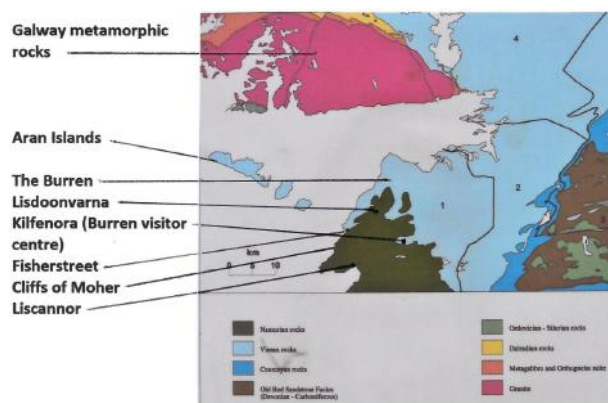 Galway metamorphic
rocks
Aran Islands
The Burren
Lisdoonvarna
Kilfenora (Burren visitor
centre)
Fisherstreet
Cliffs of Moher
Liscannor
4
2
1
km
0 5 10
Namurian rocks
Visean rocks
Courceyan rocks
Old Red Sandstone Facies
(Devonian - Carboniferous)
Ordovician - Silurian rocks
Dalradian rocks
Metagabbro and Orthogneiss suite
Granite